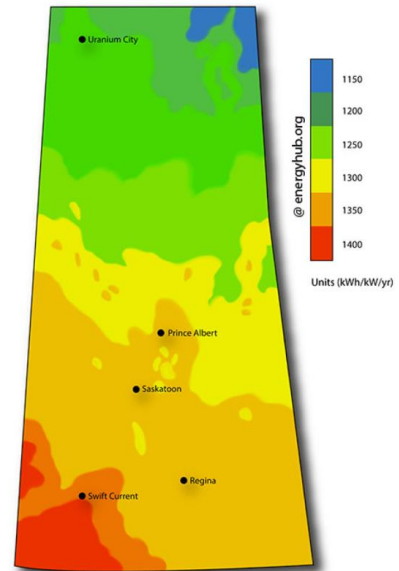 Uranium City
1150
1200
1250
1300
1350
1400
@ energyhub.org
Units (kWh/kW/yr)
Prince Albert
Saskatoon
Regina
Swift Current